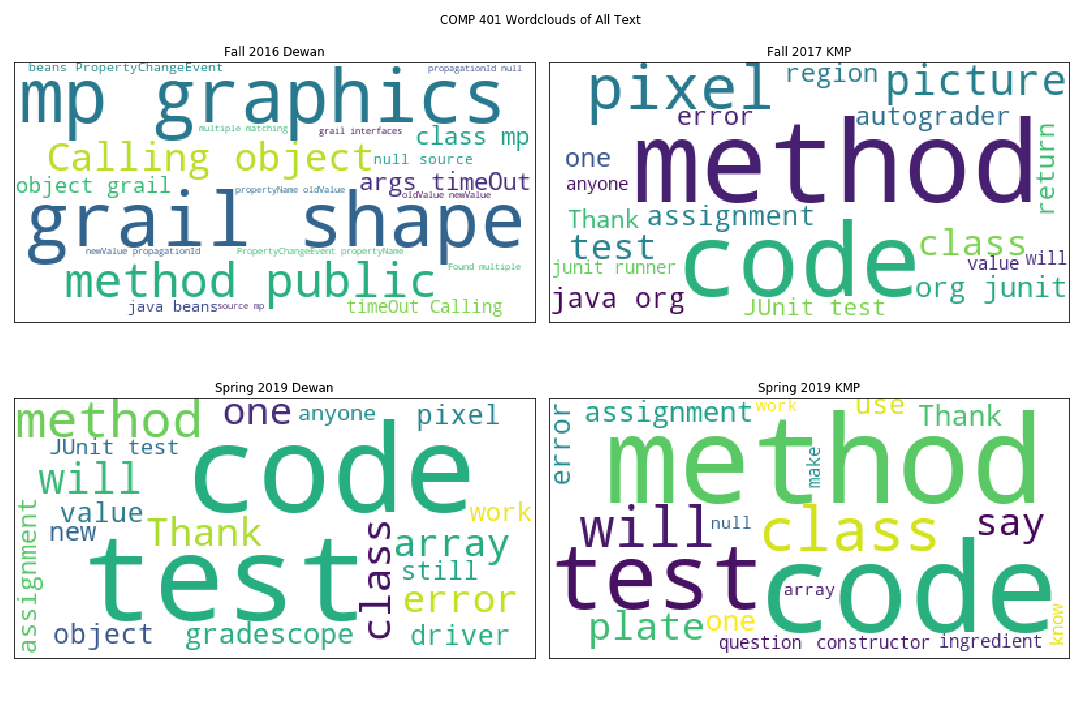 COMP 401 Wordclouds of All Text
Fall 2016 Dewan
beans PropertyChangeEvent
propagationId null
mp graphics
multiple matching
grail interfaces
class mp
Calling object
null source
object grail
propertyName oldValue
args timeOut
oldValue newValue
grail shape
newValue propagationId
PropertyChangeEvent propertyName
method public
Found multiple
java beans
source mp
timeOut Calling
Fall 2017 KMP
pixel
region
picture
error
autograder
method
one
anyone
return
Thank
assignment
test
code
class
junit runner
value
will
java org
org junit
JUnit test
Spring 2019 Dewan
method
one
anyone
pixel
JUnit test
code
will
value
new
Thank
work
assignment
test
class
array
still
error
object
gradescope
driver
Spring 2019 KMP
error
assignment
work
use
Thank
method
make
will
null
class
say
test
code
array
plate
one
question
constructor
ingredient
know